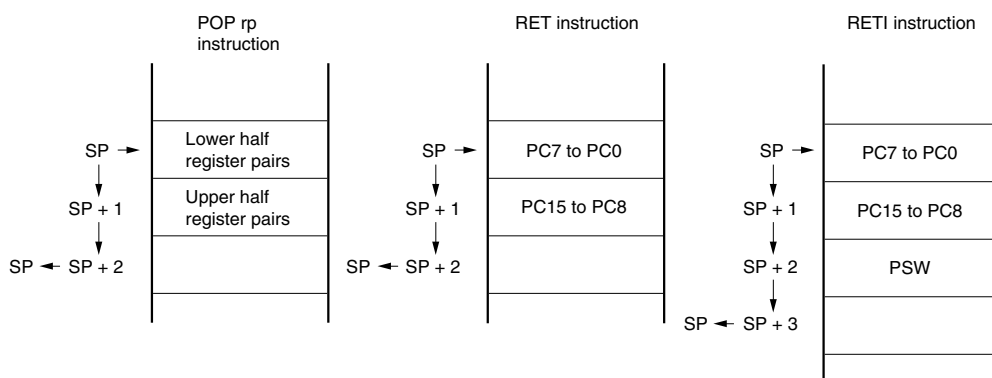 POP rp
instruction
SP
Lower half
register pairs
SP + 1
Upper half
register pairs
SP
SP + 2
RET instruction
SP
PC7 to PC0
SP + 1
PC15 to PC8
SP
SP + 2
RETI instruction
SP
PC7 to PC0
SP + 1
PC15 to PC8
SP + 2
PSW
SP
SP + 3